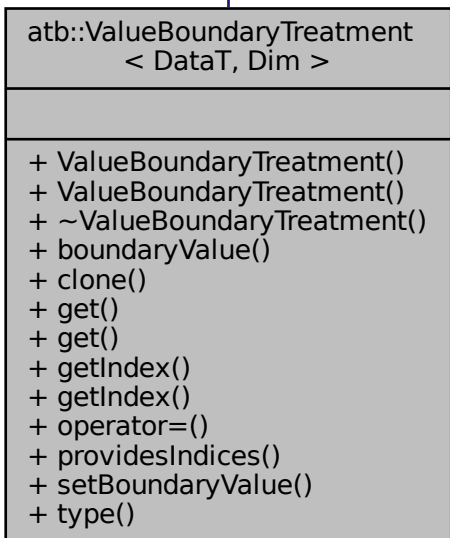 atb::ValueBoundaryTreatment
< DataT, Dim >
+ ValueBoundaryTreatment()
+ ValueBoundaryTreatment()
+ ~ValueBoundaryTreatment()
+ boundaryValue()
+ clone()
+ get()
+ get()
+ getIndex()
+ getIndex()
+ operator=()
+ providesIndices()
+ setBoundaryValue()
+ type()